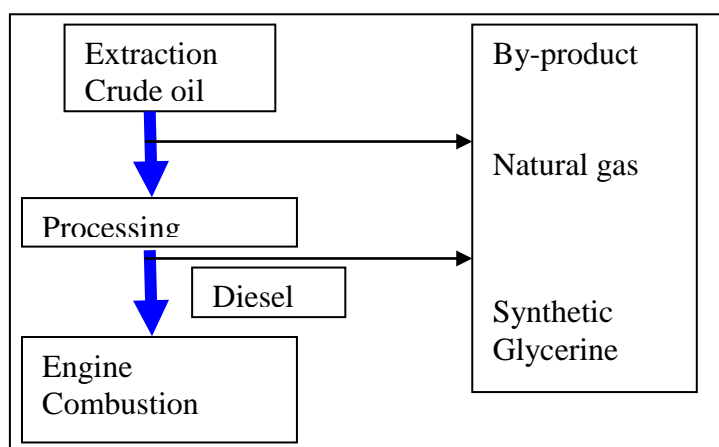 Extraction
Crude oil
By-product
Natural gas
Processing
Diesel
Synthetic
Glycerine
Engine
Combustion